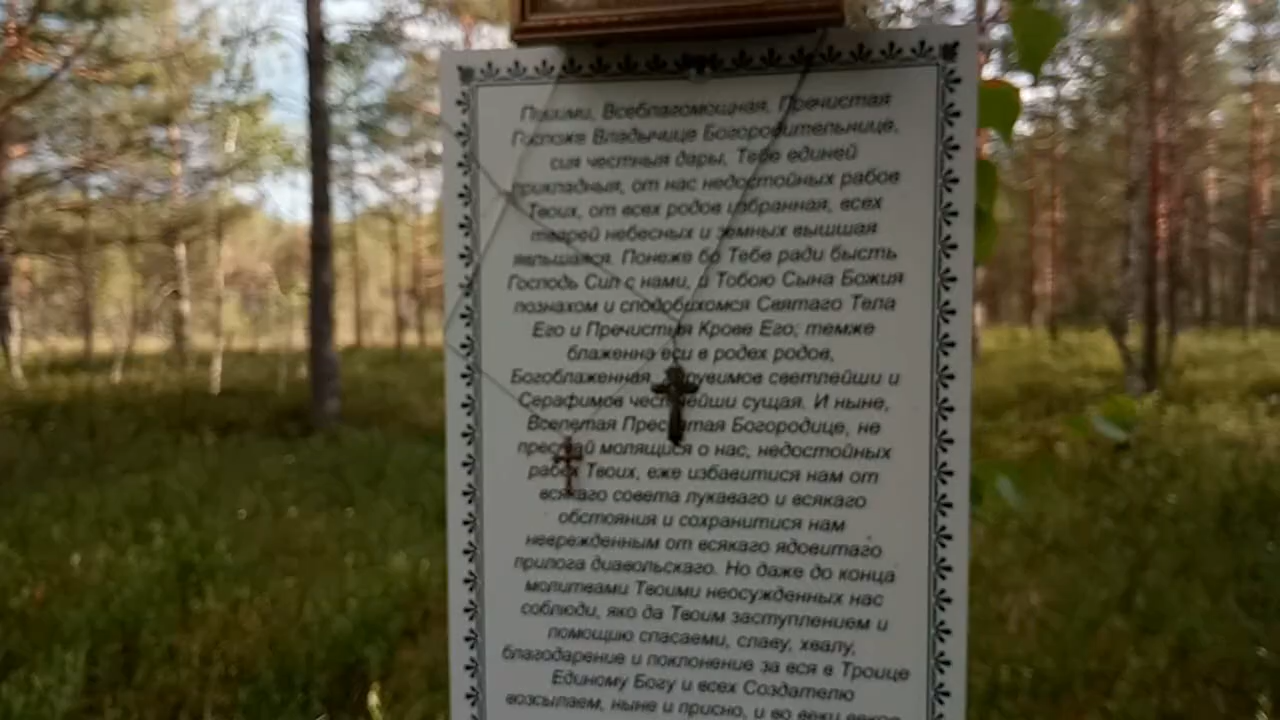 Приими, Всеблагомощная, Пречистая
Госпоже Владычице Богородительнице,
сия честныя дары, Тебе единей
прикладныя, от нас недостойных рабов
Твоих, от всех родов избранная, всех
тварей небесных и земных вышшая
явльшаяся. Понеже бо Тебе ради бысть
Господь Сил с нами, и Тобою Сына Божия
познахом и сподобихомся Святаго Тела
Его и Пречистыя Крове Его; темже
блаженна еси в родех родов,
Богоблаженная, Херувимов светлейши и
Серафимов честнейши сущая. И ныне,
Всепетая Пресвятая Богородице, не
престай молящися о нас, недостойных
рабех Твоих, еже избавитися нам от
всякаго совета лукаваго и всякаго
обстояния и сохранитися нам
неврежденным от всякаго ядовитаго
прилога диавольскаго. Но даже до конца
молитвами Твоими неосужденных нас
соблюди, яко да Твоим заступлением и
помощию спасаеми, славу, хвалу,
благодарение и поклонение за вся в Троице
Единому Богу и всех Создателю
возсылаем, ныне и присно, и во веки веков